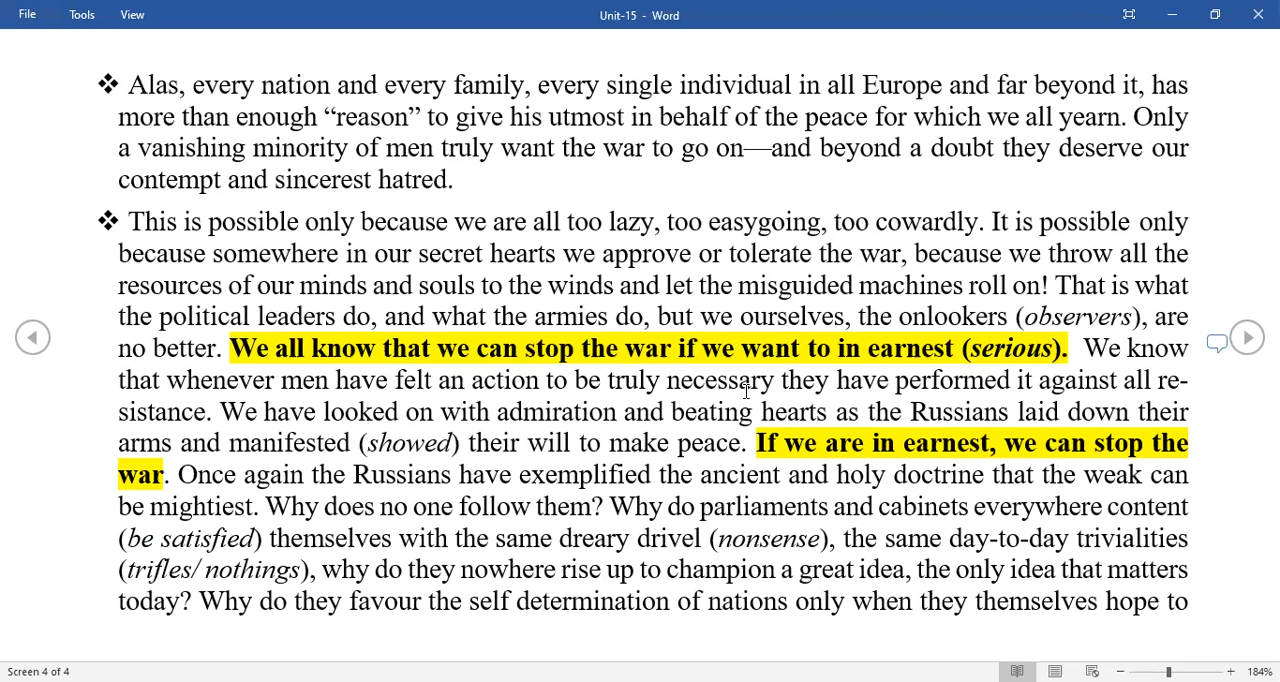 File Tools View Unit-15 - Word
❖ Alas, every nation and every family, every single individual in all Europe and far beyond it, has
more than enough “reason” to give his utmost in behalf of the peace for which we all yearn. Only
a vanishing minority of men truly want the war to go on—and beyond a doubt they deserve our
contempt and sincerest hatred.
❖ This is possible only because we are all too lazy, too easygoing, too cowardly. It is possible only
because somewhere in our secret hearts we approve or tolerate the war, because we throw all the
resources of our minds and souls to the winds and let the misguided machines roll on! That is what
the political leaders do, and what the armies do, but we ourselves, the onlookers (observers), are
no better. We all know that we can stop the war if we want to in earnest (serious). We know
that whenever men have felt an action to be truly necessary they have performed it against all re-
sistance. We have looked on with admiration and beating hearts as the Russians laid down their
arms and manifested (showed) their will to make peace. If we are in earnest, we can stop the
war. Once again the Russians have exemplified the ancient and holy doctrine that the weak can
be mightiest. Why does no one follow them? Why do parliaments and cabinets everywhere content
(be satisfied) themselves with the same dreary drivel (nonsense), the same day-to-day trivialities
(trifles/ nothings), why do they nowhere rise up to champion a great idea, the only idea that matters
today? Why do they favour the self determination of nations only when they themselves hope to
Screen 4 of 4 184%